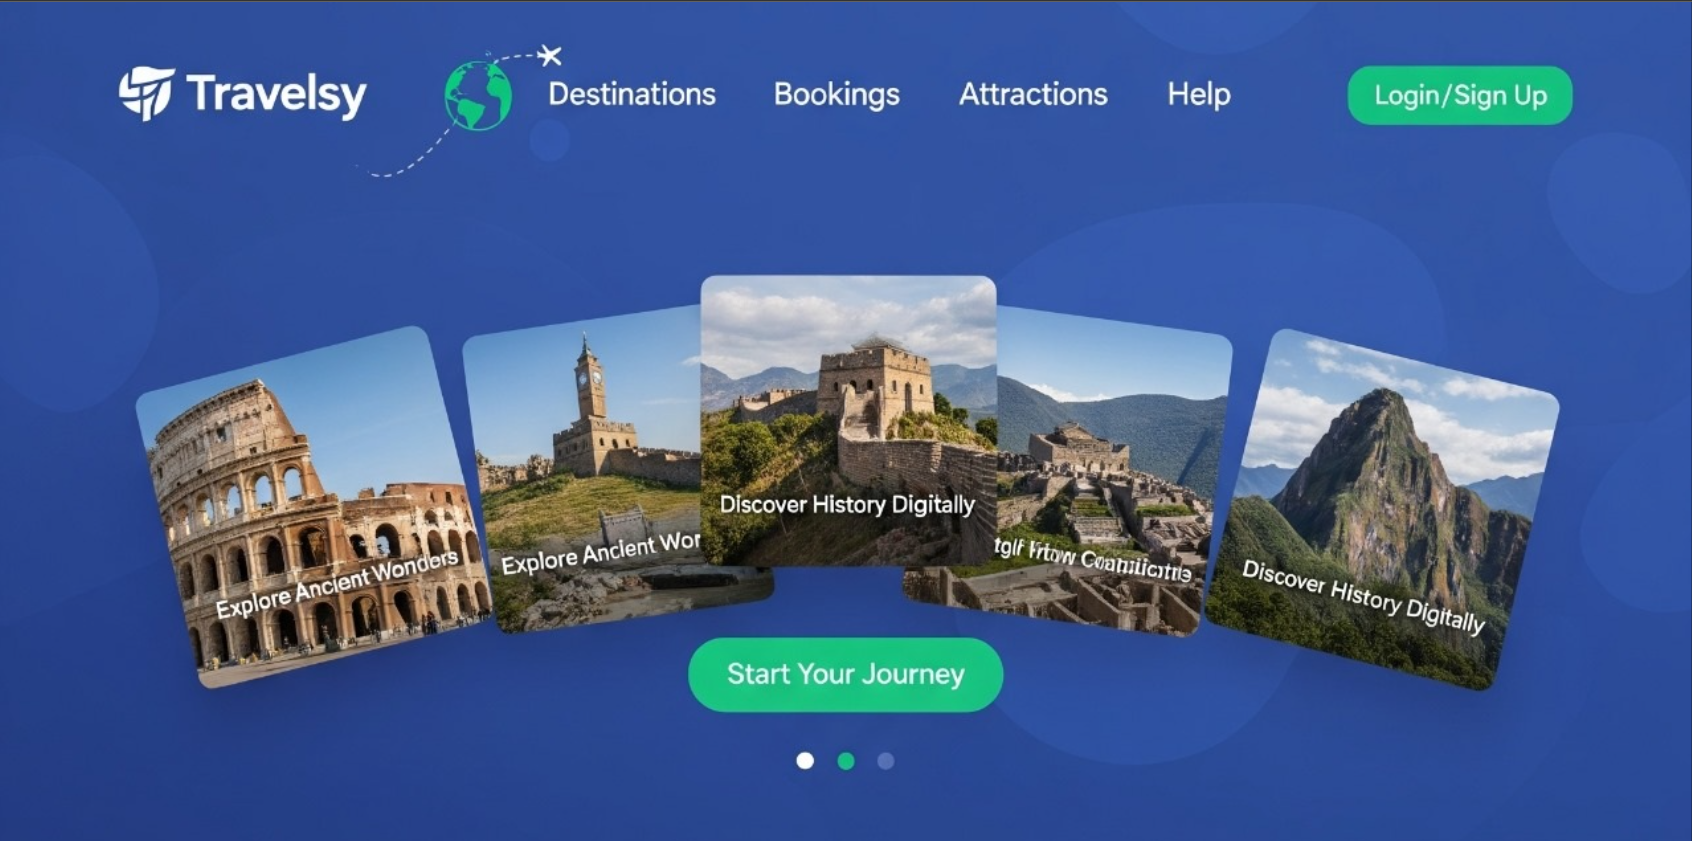 Travelsy
Destinations
Bookings
Attractions
Help
Login/Sign Up
Explore Ancient Wonders
Explore Ancient Wor
Discover History Digitally
Discover History Digitally
Start Your Journey